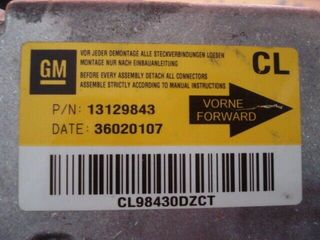 VOR JEDER DEMONTAGE ALLE STECKVERBINDUNGEN LOESEN
MONTAGE NUR NACH EINBAUANLEITUNG
BEFORE EVERY ASSEMBLY DETACH ALL CONNECTORS
ASSEMBLE STRICTLY ACCORDING TO MANUAL INSTRUCTIONS
GM
CL
P/N: 13129843
DATE: 36020107
VORNE
FORWARD
CL98430DZCT